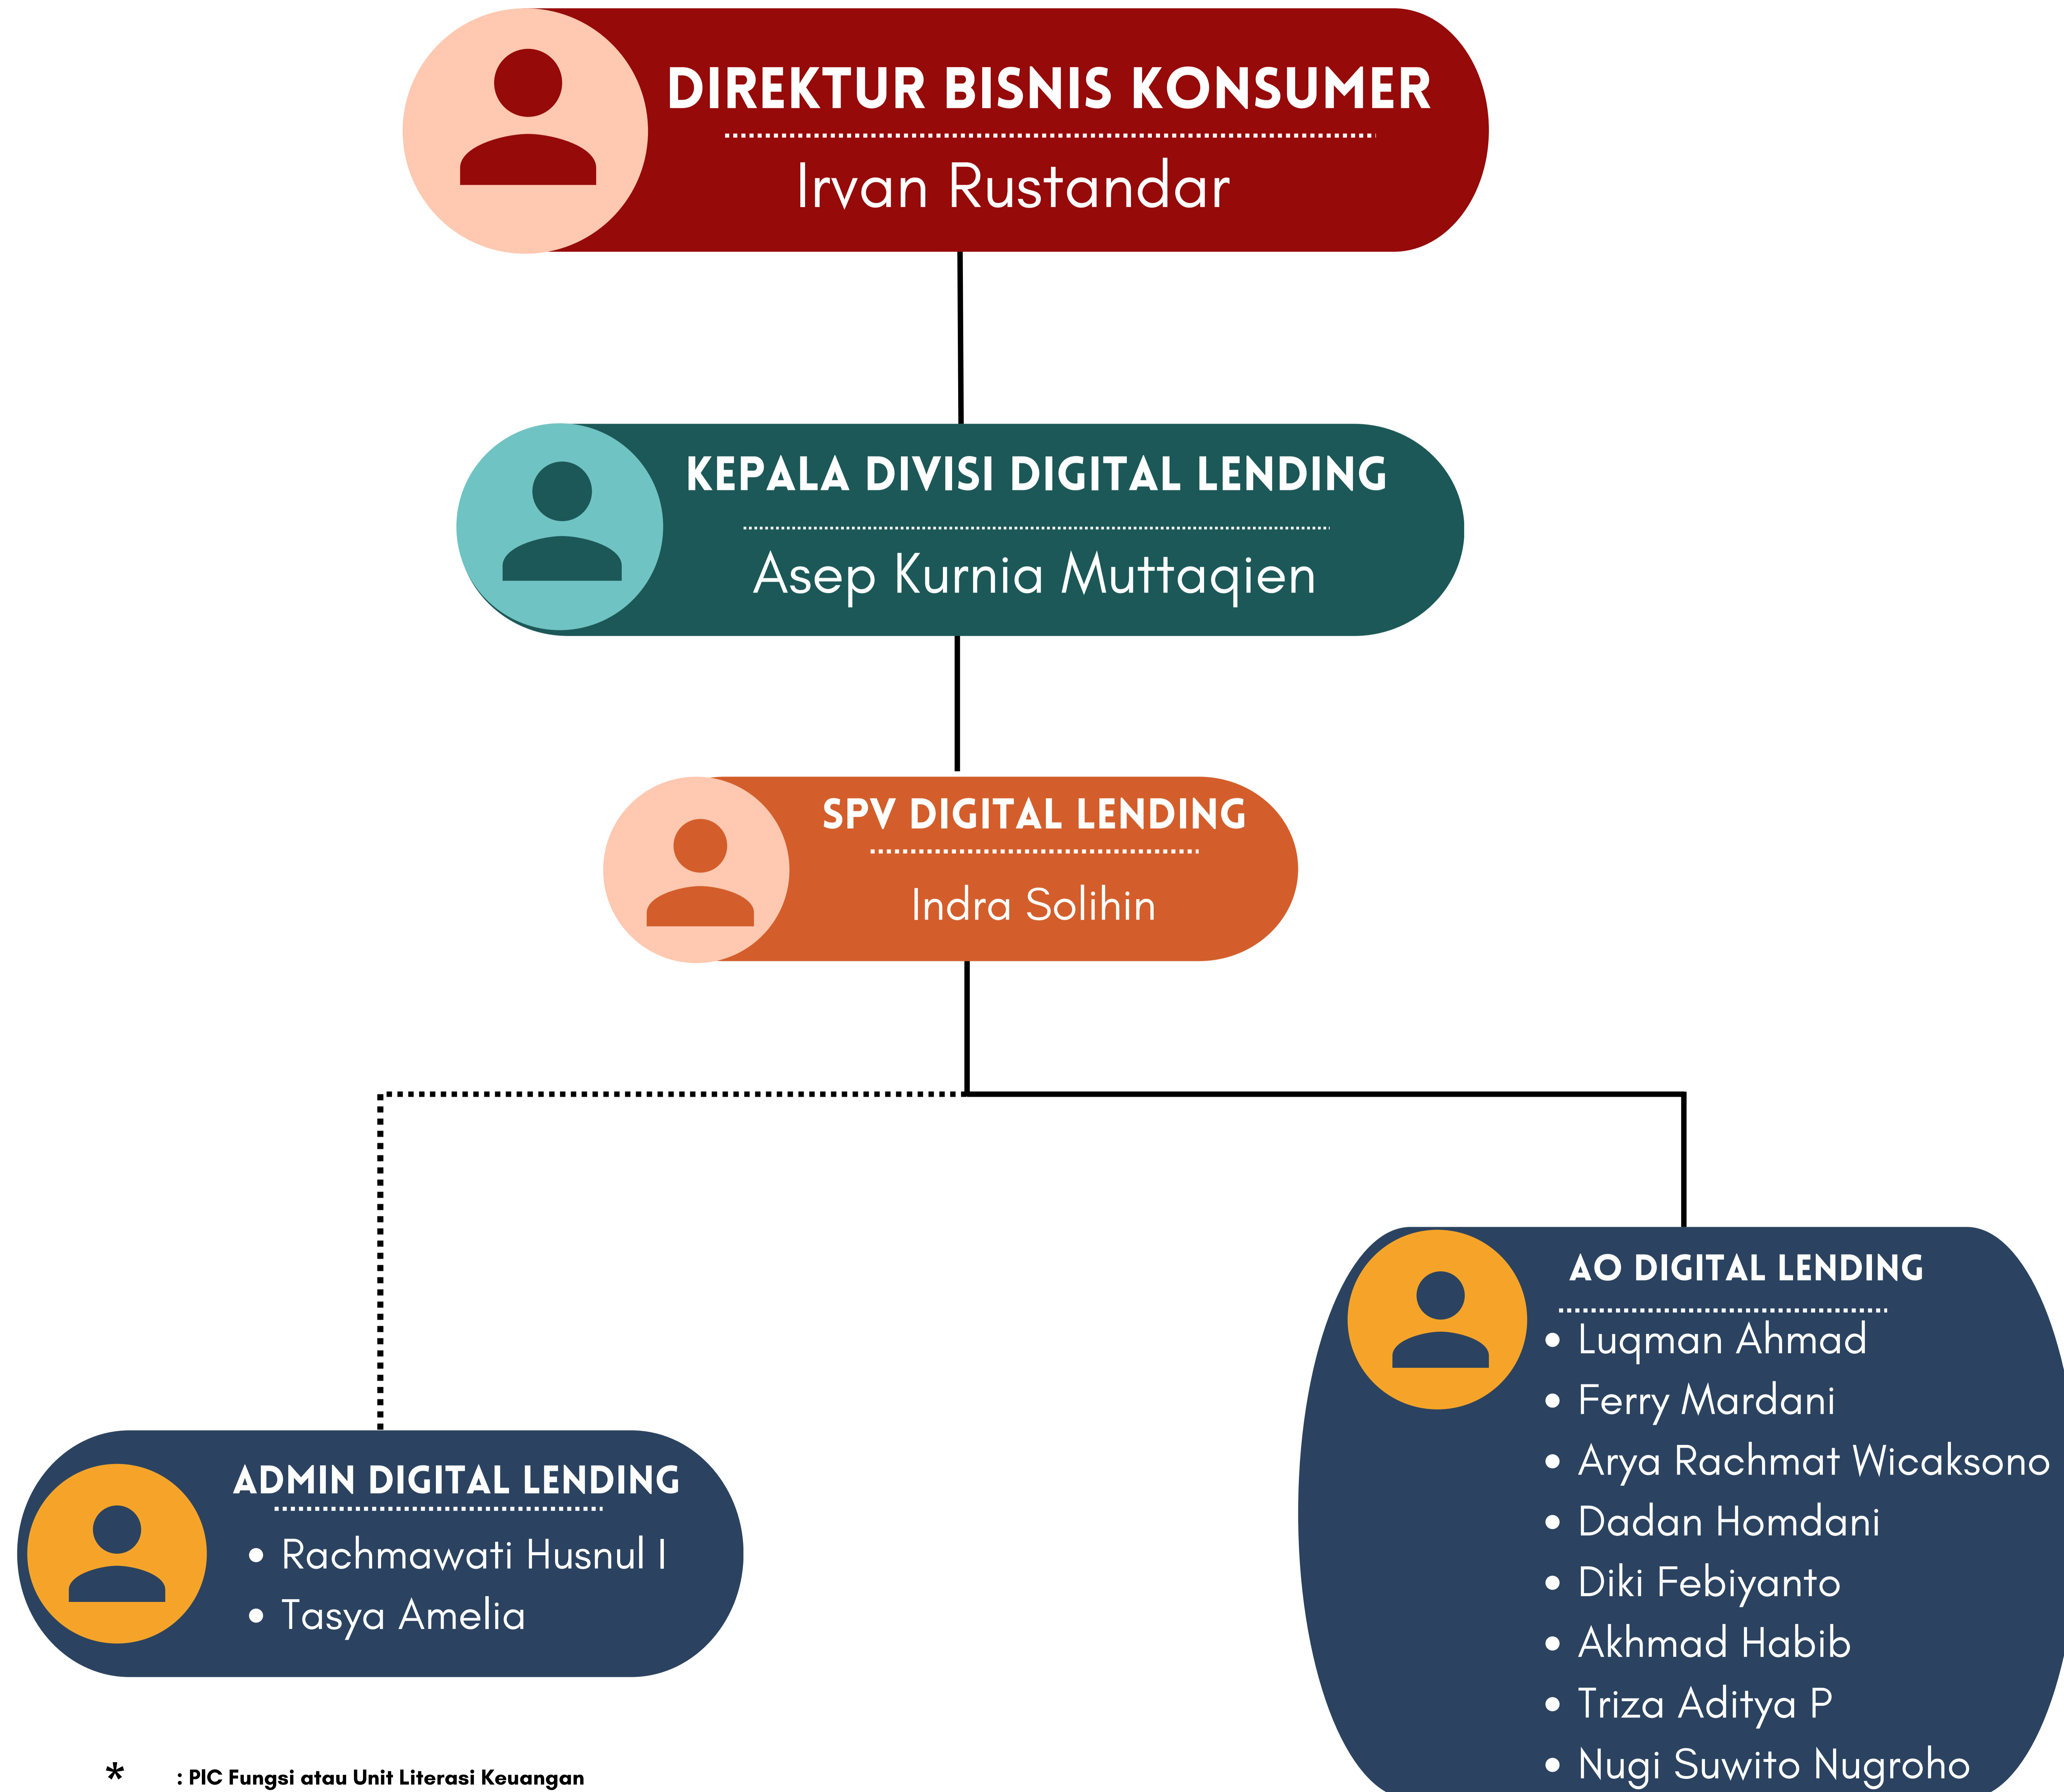 DIREKTUR BISNIS KONSUMER
Irvan Rustandar
KEPALA DIVISI DIGITAL LENDING
Asep Kurnia Muttaqien
SPV DIGITAL LENDING
Indra Solihin
ADMIN DIGITAL LENDING
• Rachmawati Husnul I
• Tasya Amelia
AO DIGITAL LENDING
• Luqman Ahmad
• Ferry Mardani
• Arya Rachmat Wicaksono
• Dadan Homdani
• Diki Febiyanto
• Akhmad Habib
• Triza Aditya P
• Nugi Suwito Nugroho
* : PIC Fungsi atau Unit Literasi Keuangan